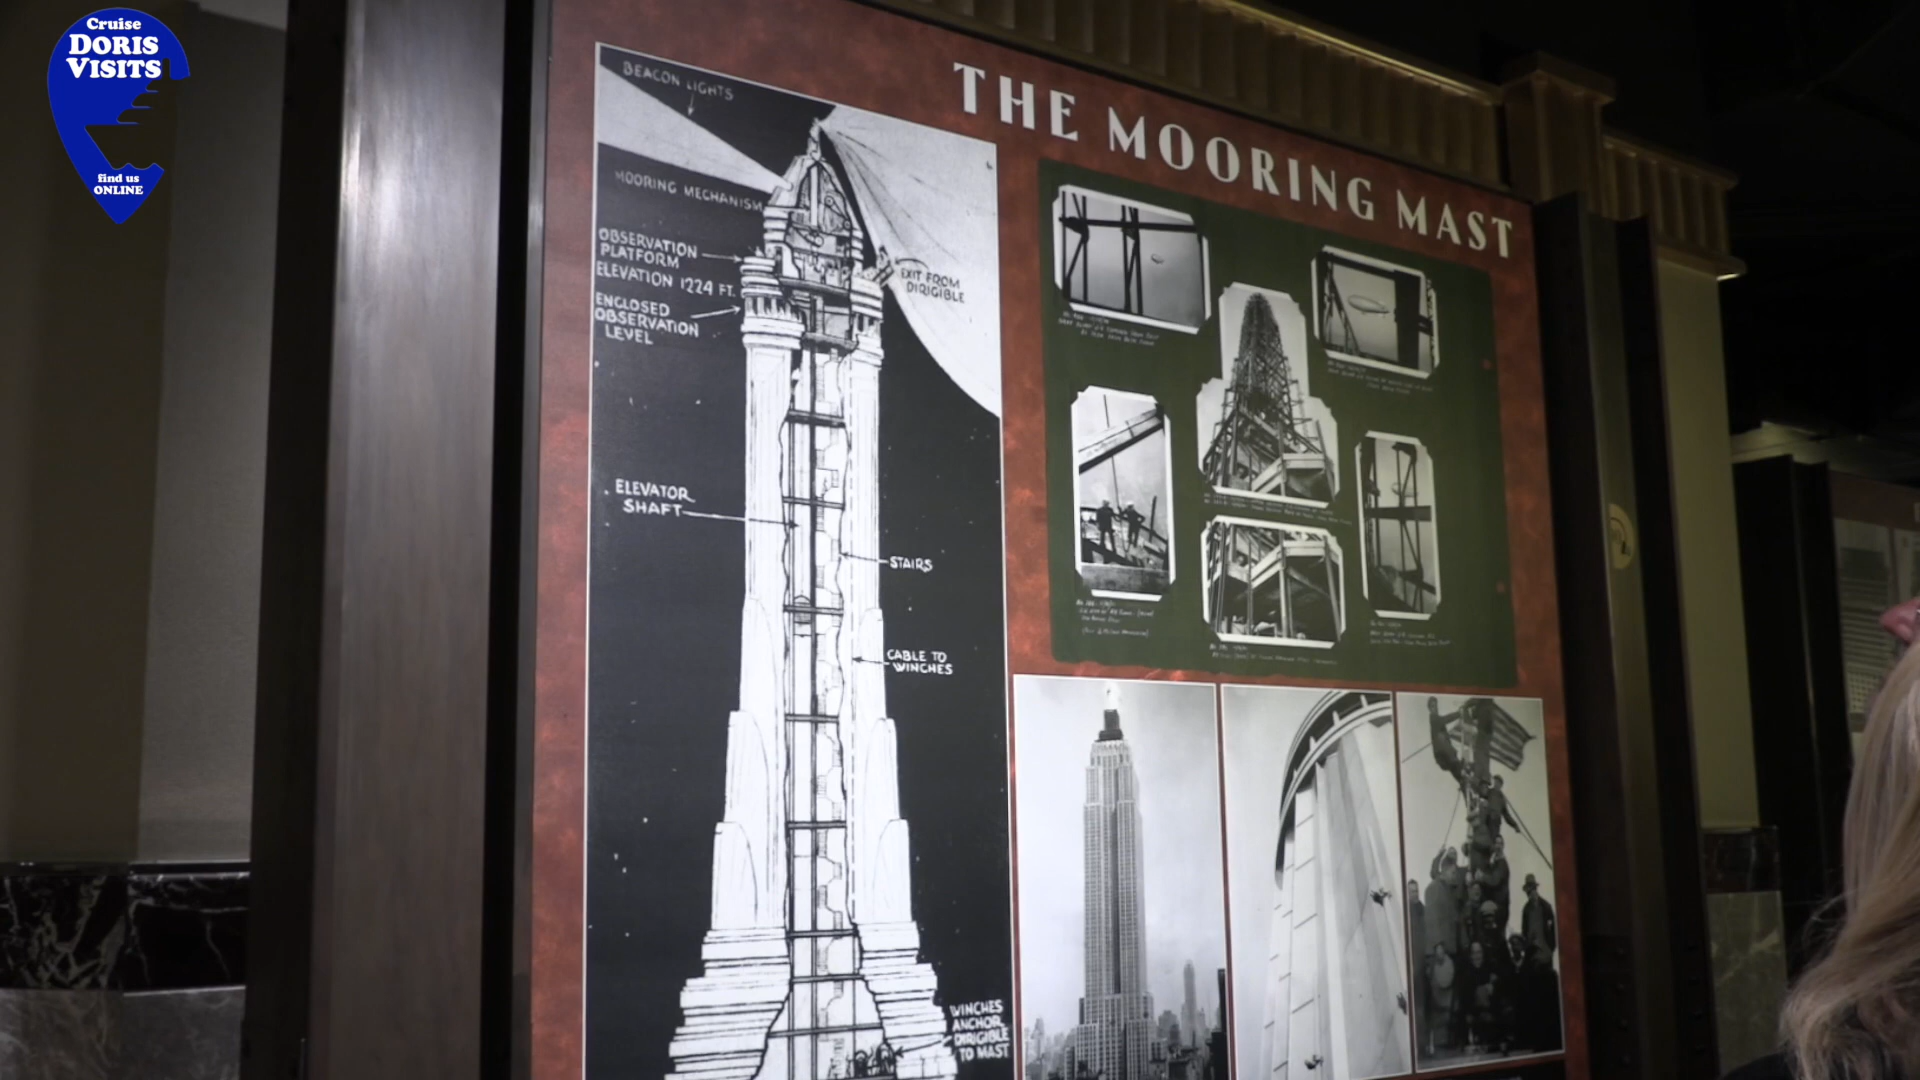 Cruise
DORIS
VISITS
find us
ONLINE
THE MOORING MAST
BEACON LIGHTS
MOORING MECHANISM
OBSERVATION
PLATFORM
ELEVATION 1224 FT.
ENCLOSED
OBSERVATION
LEVEL
EXIT FROM
DIRIGIBLE
ELEVATOR
SHAFT
STAIRS
CABLE TO
WINCHES
WINCHES
ANCHOR
DIRIGIBLE
TO MAST